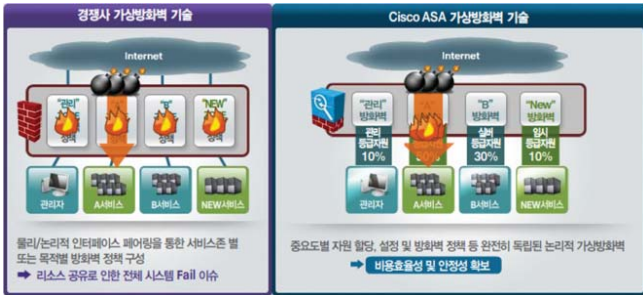 경쟁사 가상방화벽 기술
Internet
"관리"
"B"
"NEW"
정책
관리자
A서비스
B서비스
NEW서비스
물리/논리적 인터페이스 페어링을 통한 서비스존 별
또는 목적별 방화벽 정책 구성
➡ 리소스 공유로 인한 전체 시스템 Fail 이슈
Cisco ASA 가상방화벽 기술
Internet
"관리"
방화벽
"B"
방화벽
"New"
방화벽
관리
등급자원
10%
실버
등급자원
30%
임시
등급자원
10%
관리자
A서비스
B서비스
NEW서비스
중요도별 자원 할당, 설정 및 방화벽 정책 등 완전히 독립된 논리적 가상방화벽
➡ 비용효율성 및 안정성 확보